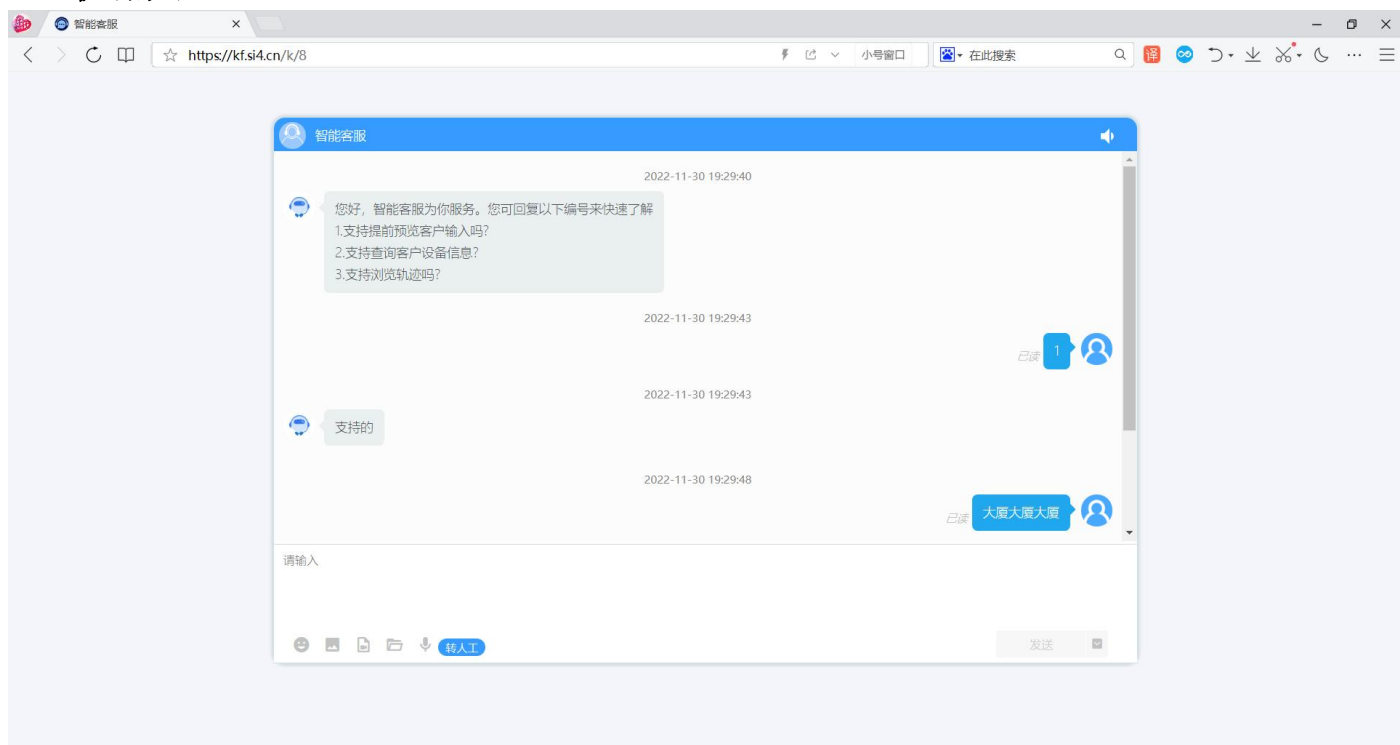 智能客服
https://kf.si4.cn/k/8
小号窗口
在此搜索
译
智能客服
2022-11-30 19:29:40
您好，智能客服为你服务。您可回复以下编号来快速了解
1.支持提前预览客户输入吗?
2.支持查询客户设备信息?
3.支持浏览轨迹吗?
2022-11-30 19:29:43
已读
1
2022-11-30 19:29:43
支持的
2022-11-30 19:29:48
已读
大厦大厦大厦
请输入
转人工
发送